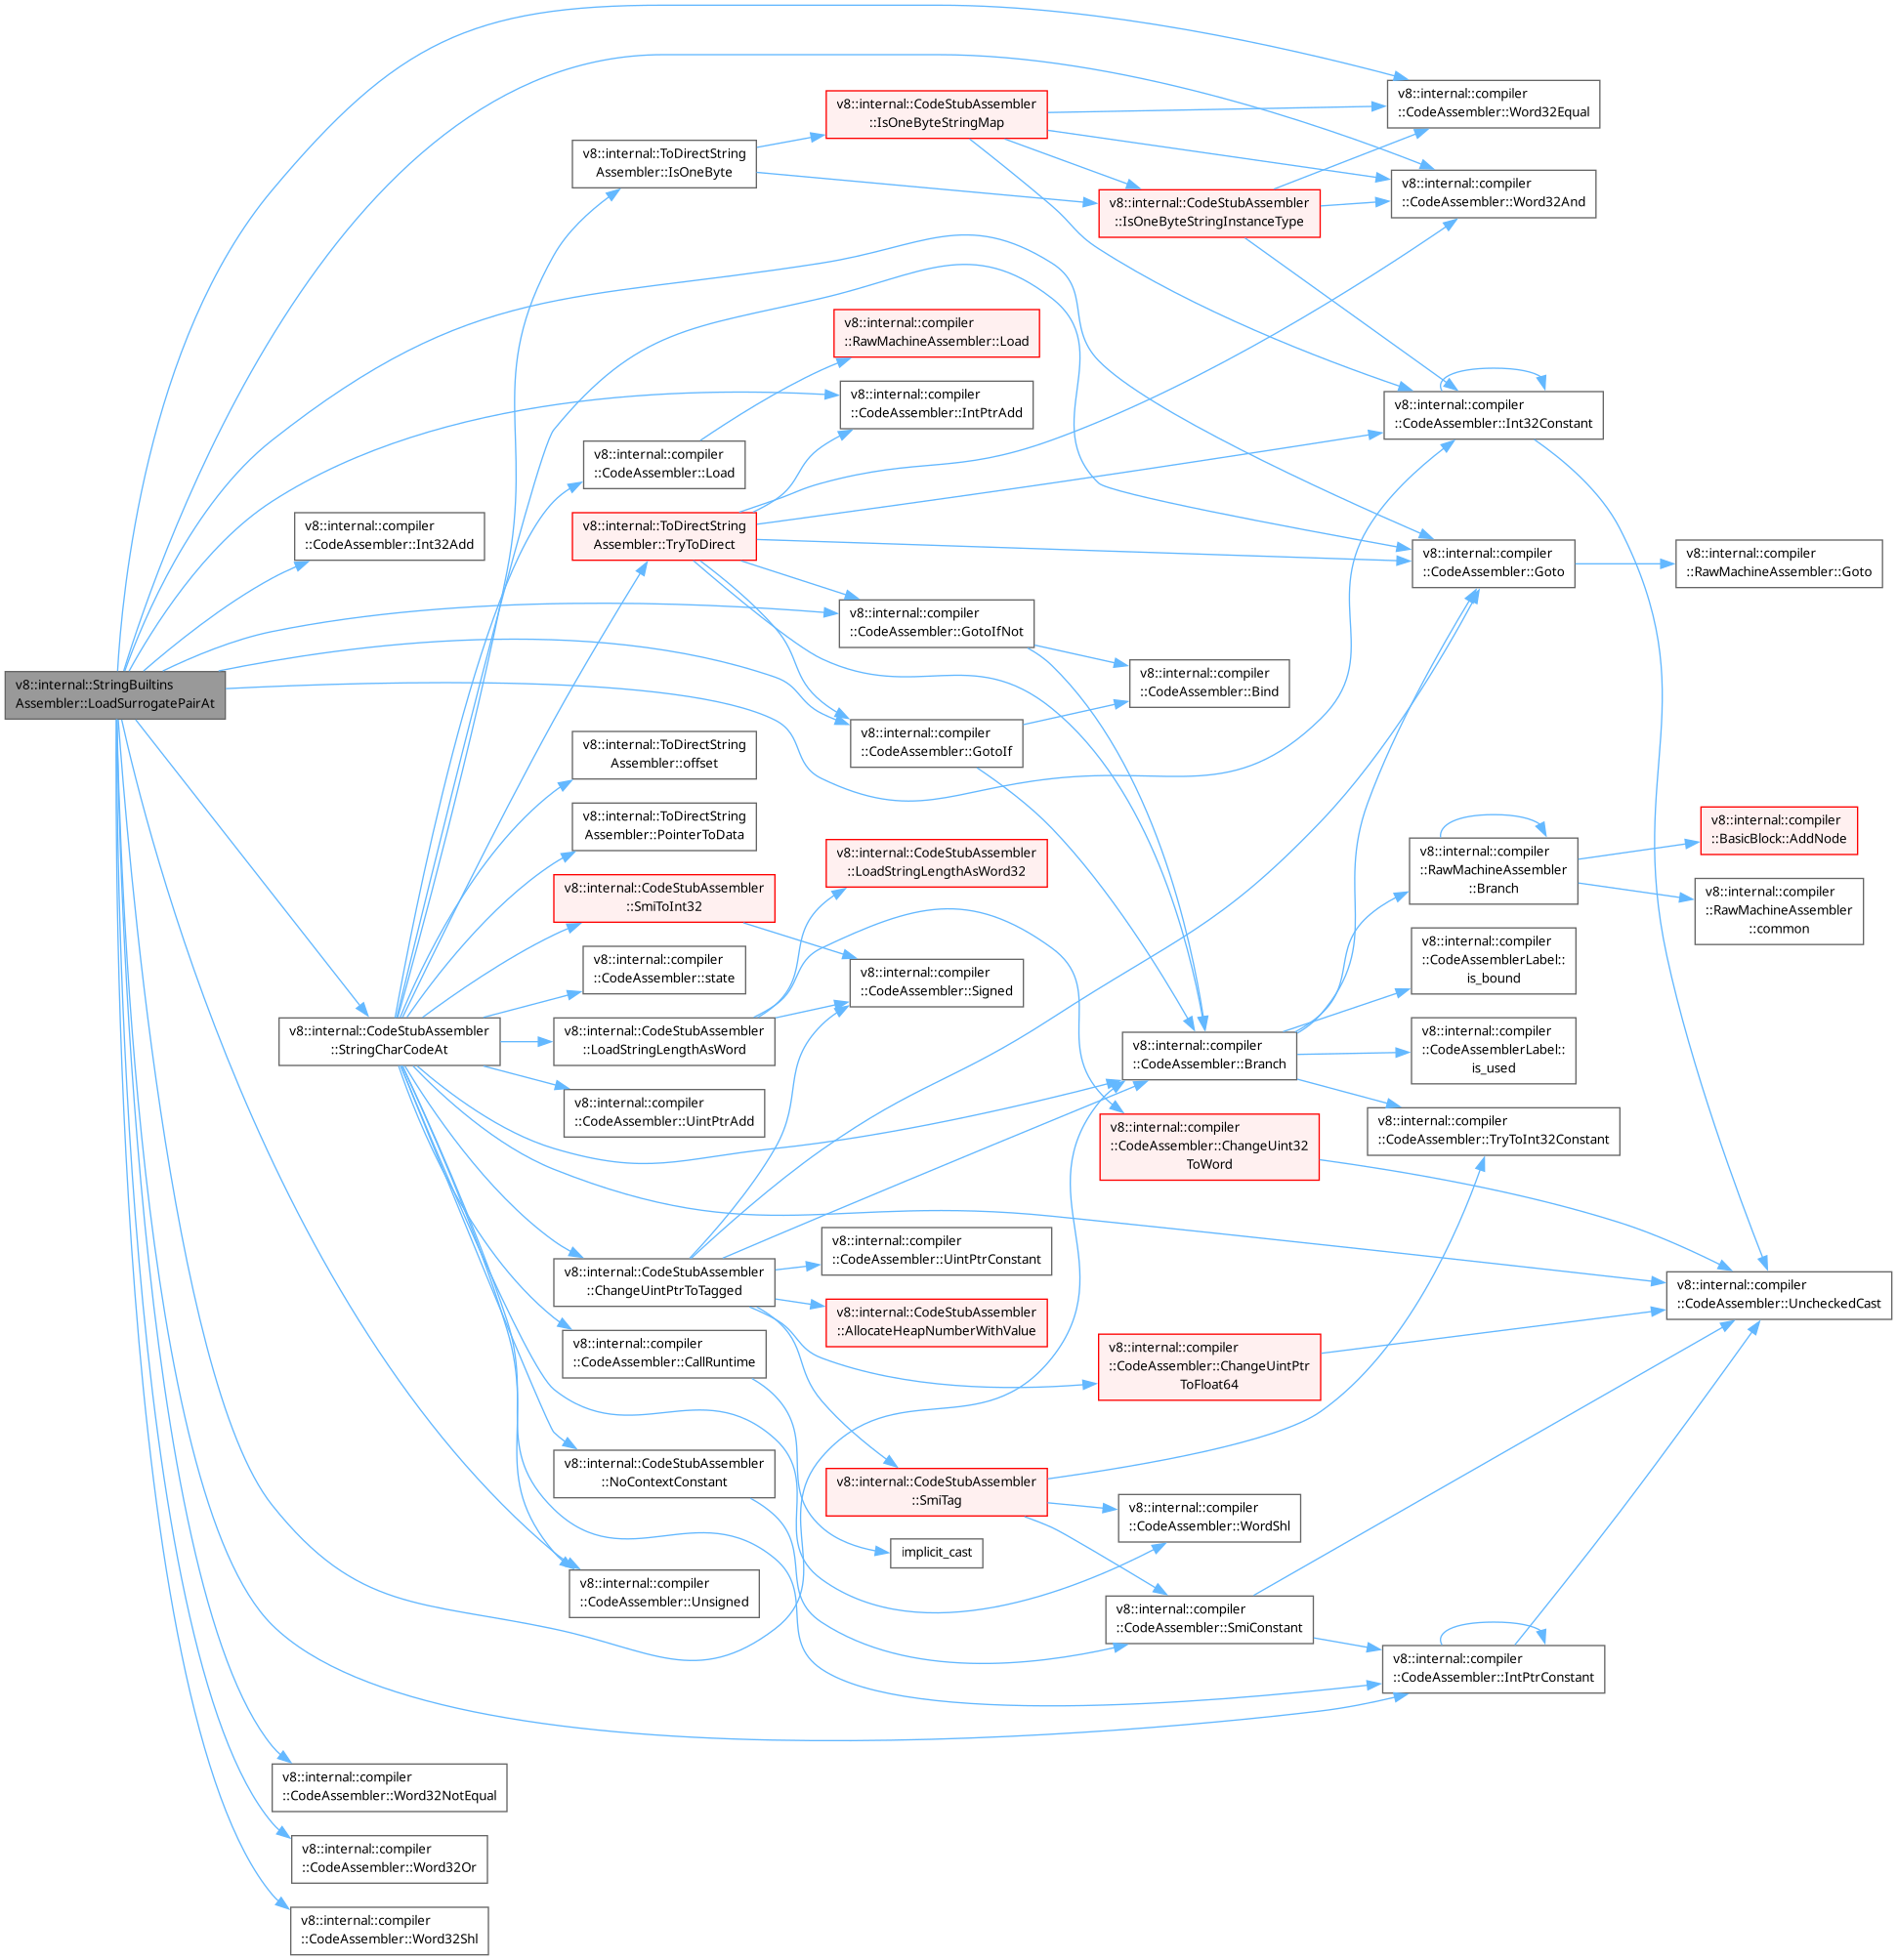 v8::internal::StringBuiltins
Assembler::LoadSurrogatePairAt
v8::internal::compiler
::CodeAssembler::Int32Add
v8::internal::CodeStubAssembler
::StringCharCodeAt
v8::internal::compiler
::CodeAssembler::Word32NotEqual
v8::internal::compiler
::CodeAssembler::Word32Or
v8::internal::compiler
::CodeAssembler::Word32Shl
v8::internal::ToDirectString
Assembler::IsOneByte
v8::internal::compiler
::CodeAssembler::Load
v8::internal::ToDirectString
Assembler::TryToDirect
v8::internal::ToDirectString
Assembler::offset
v8::internal::ToDirectString
Assembler::PointerToData
v8::internal::CodeStubAssembler
::SmiToInt32
v8::internal::compiler
::CodeAssembler::state
v8::internal::CodeStubAssembler
::LoadStringLengthAsWord
v8::internal::compiler
::CodeAssembler::UintPtrAdd
v8::internal::CodeStubAssembler
::ChangeUintPtrToTagged
v8::internal::compiler
::CodeAssembler::CallRuntime
v8::internal::CodeStubAssembler
::NoContextConstant
v8::internal::compiler
::CodeAssembler::Unsigned
v8::internal::CodeStubAssembler
::IsOneByteStringMap
v8::internal::compiler
::RawMachineAssembler::Load
v8::internal::compiler
::CodeAssembler::IntPtrAdd
v8::internal::compiler
::CodeAssembler::GotoIfNot
v8::internal::compiler
::CodeAssembler::GotoIf
v8::internal::CodeStubAssembler
::LoadStringLengthAsWord32
v8::internal::compiler
::CodeAssembler::Signed
v8::internal::compiler
::CodeAssembler::UintPtrConstant
v8::internal::CodeStubAssembler
::AllocateHeapNumberWithValue
v8::internal::CodeStubAssembler
::SmiTag
implicit_cast
v8::internal::CodeStubAssembler
::IsOneByteStringInstanceType
v8::internal::compiler
::CodeAssembler::Bind
v8::internal::compiler
::CodeAssembler::Branch
v8::internal::compiler
::CodeAssembler::ChangeUint32
ToWord
v8::internal::compiler
::CodeAssembler::ChangeUintPtr
ToFloat64
v8::internal::compiler
::CodeAssembler::WordShl
v8::internal::compiler
::CodeAssembler::SmiConstant
v8::internal::compiler
::CodeAssembler::Word32Equal
v8::internal::compiler
::CodeAssembler::Word32And
v8::internal::compiler
::CodeAssembler::Int32Constant
v8::internal::compiler
::CodeAssembler::Goto
v8::internal::compiler
::RawMachineAssembler
::Branch
v8::internal::compiler
::CodeAssemblerLabel::
is_bound
v8::internal::compiler
::CodeAssemblerLabel::
is_used
v8::internal::compiler
::CodeAssembler::TryToInt32Constant
v8::internal::compiler
::CodeAssembler::IntPtrConstant
v8::internal::compiler
::RawMachineAssembler::Goto
v8::internal::compiler
::BasicBlock::AddNode
v8::internal::compiler
::RawMachineAssembler
::common
v8::internal::compiler
::CodeAssembler::UncheckedCast